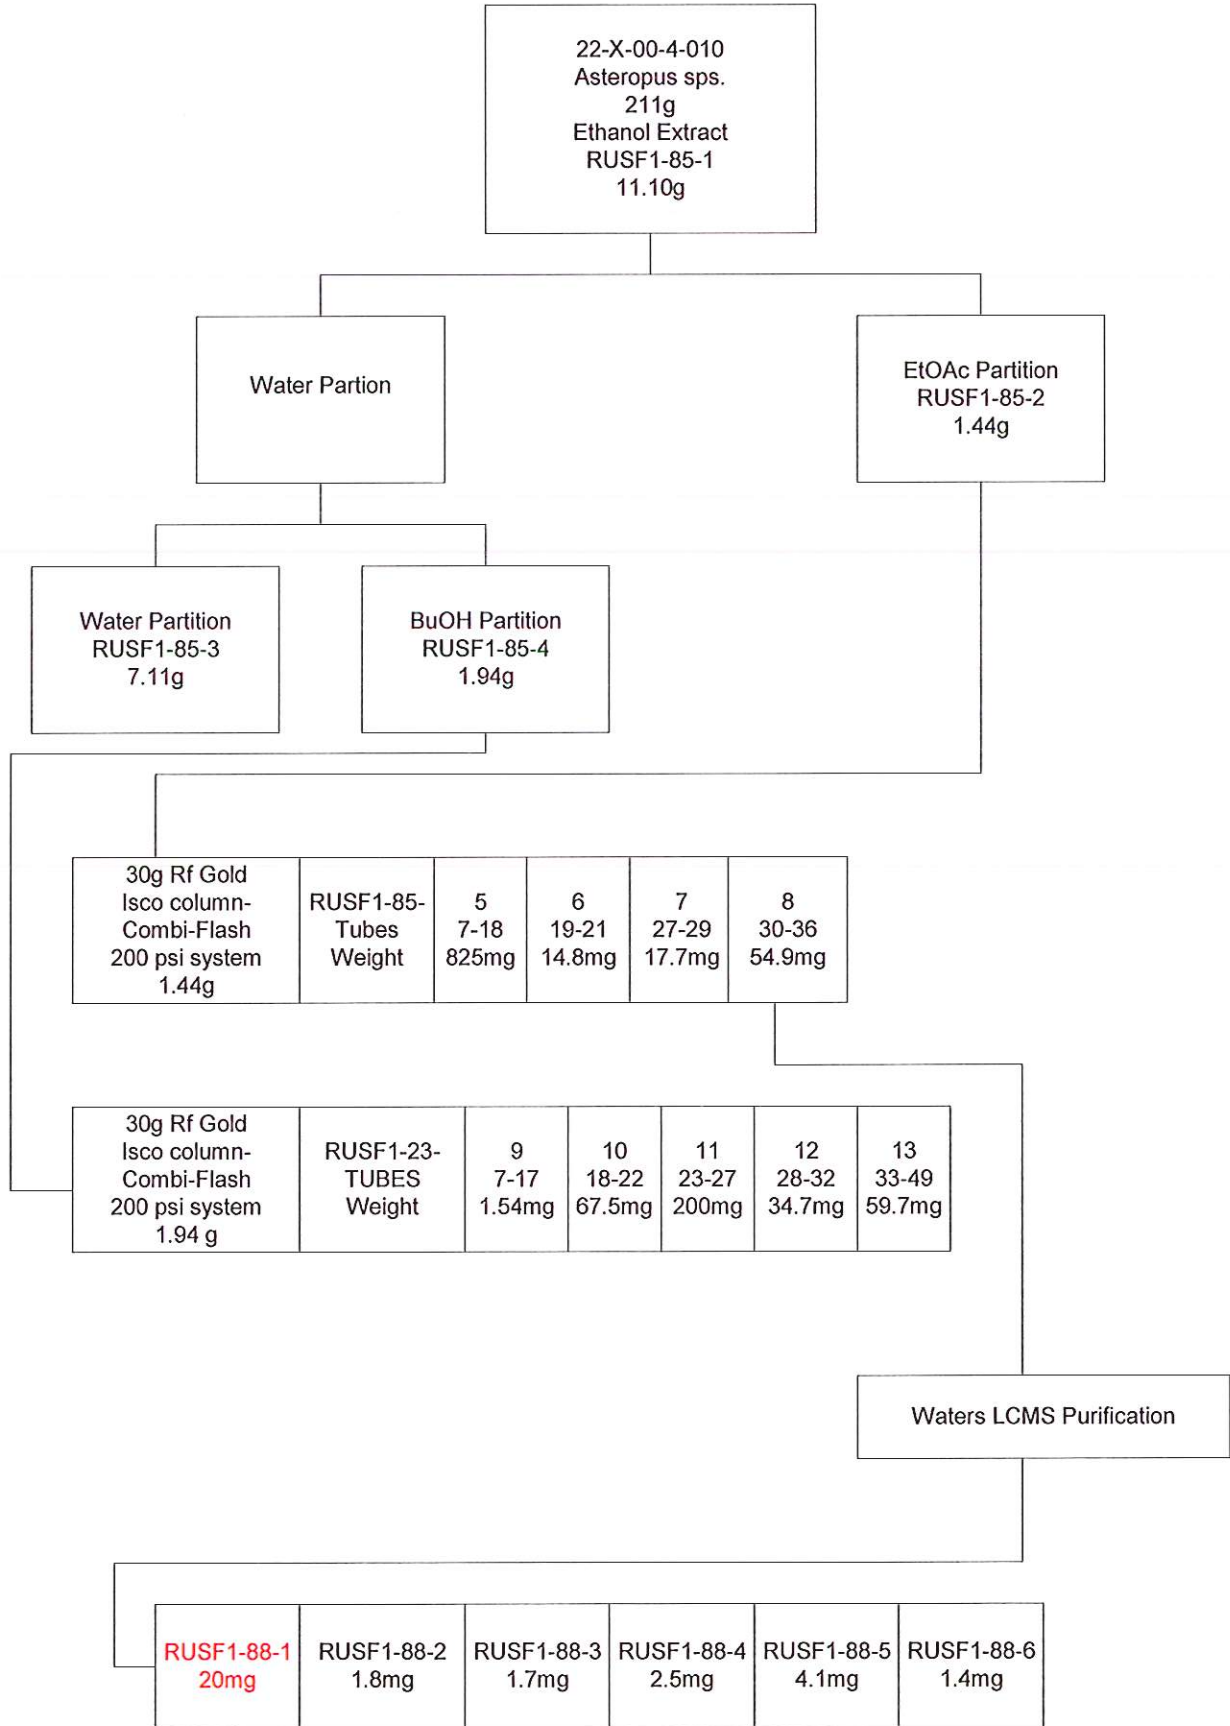 22-X-00-4-010
Asteropus sps.
211g
Ethanol Extract
RUSF1-85-1
11.10g
Water Partion
EtOAc Partition
RUSF1-85-2
1.44g
Water Partition
RUSF1-85-3
7.11g
BuOH Partition
RUSF1-85-4
1.94g
30g Rf Gold
Isco column-
Combi-Flash
200 psi system
1.44g
RUSF1-85-
Tubes
Weight
5
7-18
825mg
6
19-21
14.8mg
7
27-29
17.7mg
8
30-36
54.9mg
30g Rf Gold
Isco column-
Combi-Flash
200 psi system
1.94 g
RUSF1-23-
TUBES
Weight
9
7-17
1.54mg
10
18-22
67.5mg
11
23-27
200mg
12
28-32
34.7mg
13
33-49
59.7mg
Waters LCMS Purification
RUSF1-88-1
20mg
RUSF1-88-2
1.8mg
RUSF1-88-3
1.7mg
RUSF1-88-4
2.5mg
RUSF1-88-5
4.1mg
RUSF1-88-6
1.4mg